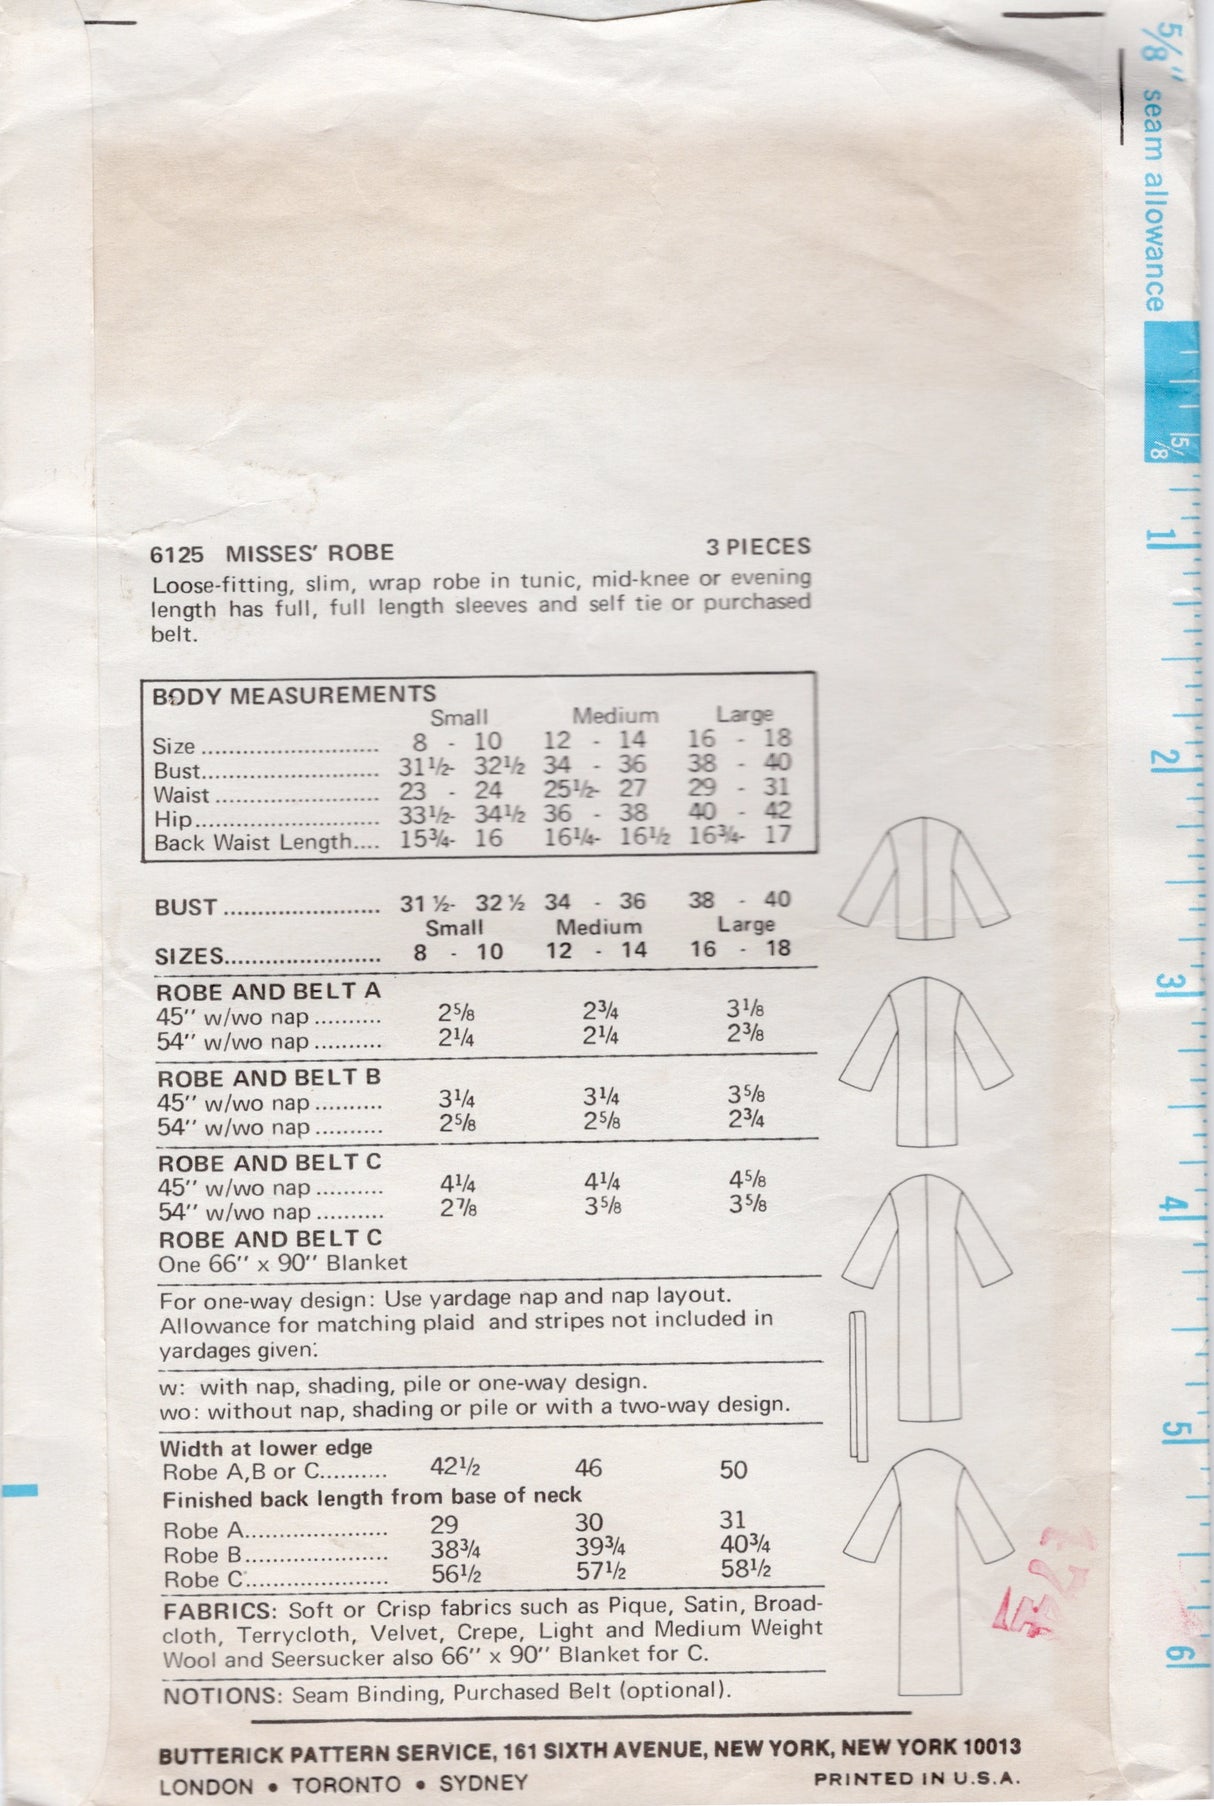 5/8" seam allowance
5/8
1
2
3
4
5
6
6125 MISSES' ROBE 3 PIECES
Loose-fitting, slim, wrap robe in tunic, mid-knee or evening
length has full, full length sleeves and self tie or purchased
belt.
BODY MEASUREMENTS
Small Medium Large
Size .......................... 8 - 10 12 - 14 16 - 18
Bust........................... 31½- 32½ 34 - 36 38 - 40
Waist ........................ 23 - 24 25½- 27 29 - 31
Hip............................ 33½- 34½ 36 - 38 40 - 42
Back Waist Length.... 15¾- 16 16¼- 16½ 16¾- 17
BUST ....................... 31 ½- 32 ½ 34 - 36 38 - 40
Small Medium Large
SIZES....................... 8 - 10 12 - 14 16 - 18
ROBE AND BELT A
45" w/wo nap .......... 2⅝ 2¾ 3⅛
54" w/wo nap .......... 2¼ 2¼ 2⅜
ROBE AND BELT B
45" w/wo nap .......... 3¼ 3¼ 3⅝
54" w/wo nap .......... 2⅝ 2⅝ 2¾
ROBE AND BELT C
45" w/wo nap .......... 4¼ 4¼ 4⅝
54" w/wo nap .......... 2⅞ 3⅝ 3⅝
ROBE AND BELT C
One 66" x 90" Blanket
For one-way design: Use yardage nap and nap layout.
Allowance for matching plaid and stripes not included in
yardages given.
w: with nap, shading, pile or one-way design.
wo: without nap, shading or pile or with a two-way design.
Width at lower edge
Robe A,B or C.......... 42½ 46 50
Finished back length from base of neck
Robe A..................... 29 30 31
Robe B..................... 38¾ 39¾ 40¾
Robe C..................... 56½ 57½ 58½
FABRICS: Soft or Crisp fabrics such as Pique, Satin, Broad-
cloth, Terrycloth, Velvet, Crepe, Light and Medium Weight
Wool and Seersucker also 66" x 90" Blanket for C.
NOTIONS: Seam Binding, Purchased Belt (optional).
BUTTERICK PATTERN SERVICE, 161 SIXTH AVENUE, NEW YORK, NEW YORK 10013
LONDON • TORONTO • SYDNEY PRINTED IN U.S.A.